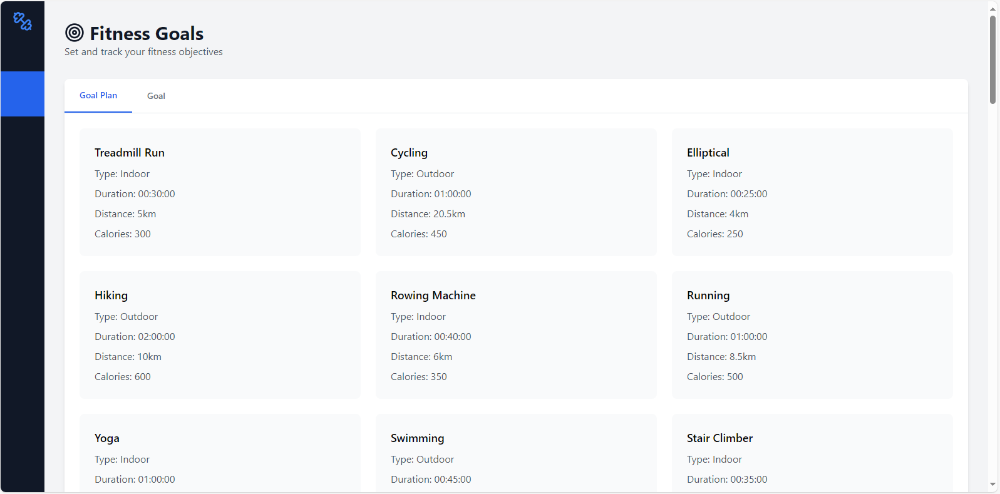 Fitness Goals
Set and track your fitness objectives
Goal Plan
Goal
Treadmill Run
Type: Indoor
Duration: 00:30:00
Distance: 5km
Calories: 300
Cycling
Type: Outdoor
Duration: 01:00:00
Distance: 20.5km
Calories: 450
Elliptical
Type: Indoor
Duration: 00:25:00
Distance: 4km
Calories: 250
Hiking
Type: Outdoor
Duration: 02:00:00
Distance: 10km
Calories: 600
Rowing Machine
Type: Indoor
Duration: 00:40:00
Distance: 6km
Calories: 350
Running
Type: Outdoor
Duration: 01:00:00
Distance: 8.5km
Calories: 500
Yoga
Type: Indoor
Duration: 01:00:00
Swimming
Type: Outdoor
Duration: 00:45:00
Stair Climber
Type: Indoor
Duration: 00:35:00